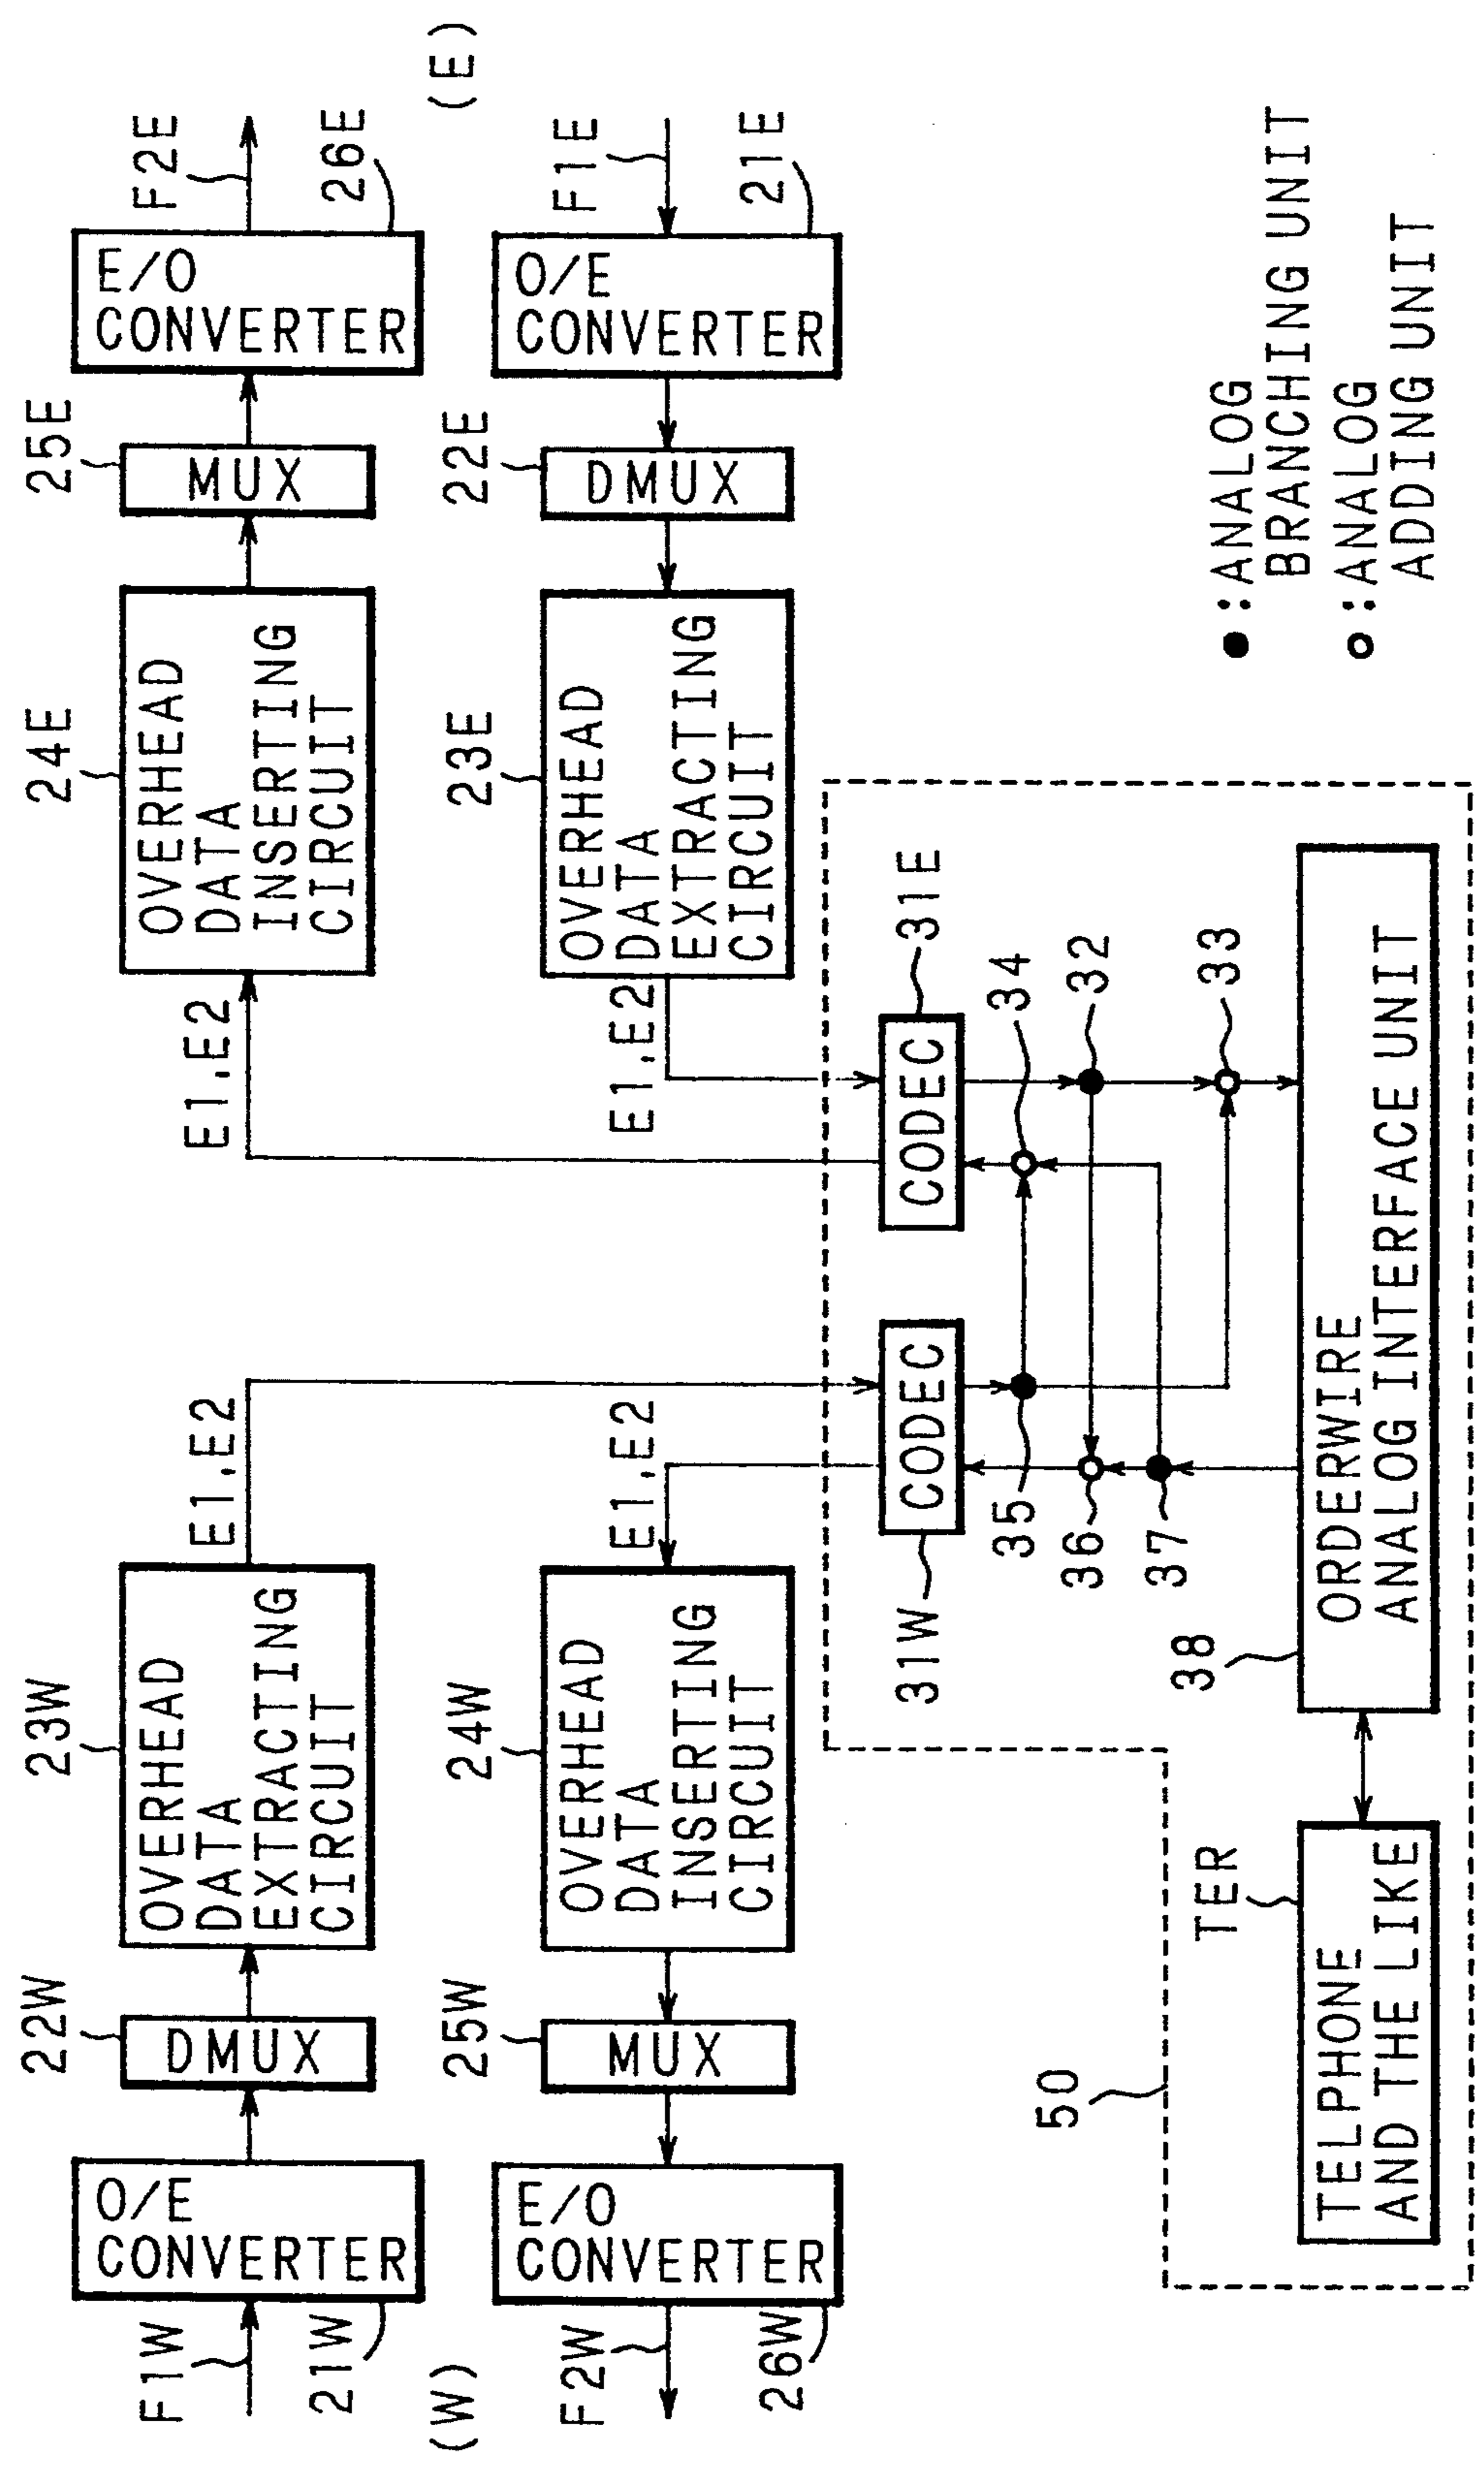 F1W
21W
O/E
CONVERTER
22W
DMUX
23W
OVERHEAD
DATA
EXTRACTING
CIRCUIT
E1,E2
E1,E2
24E
OVERHEAD
DATA
INSERTING
CIRCUIT
25E
MUX
E/O
CONVERTER
26E
F2E
(W)
(E)
F2W
26W
E/O
CONVERTER
25W
MUX
24W
OVERHEAD
DATA
INSERTING
CIRCUIT
E1,E2
E1,E2
23E
OVERHEAD
DATA
EXTRACTING
CIRCUIT
22E
DMUX
O/E
CONVERTER
21E
F1E
31W
CODEC
CODEC
31E
35
34
36
32
37
33
50
38
ORDERWIRE
ANALOG INTERFACE UNIT
TER
TELPHONE
AND THE LIKE
●:ANALOG
BRANCHING UNIT
○:ANALOG
ADDING UNIT